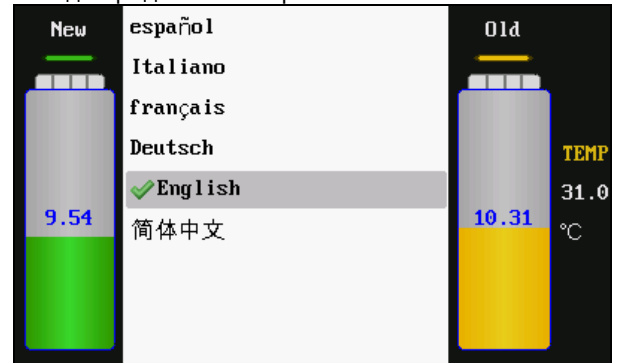 New
español
Italiano
français
Deutsch
English
简体中文
9.54
Old
10.31
TEMP
31.0
℃